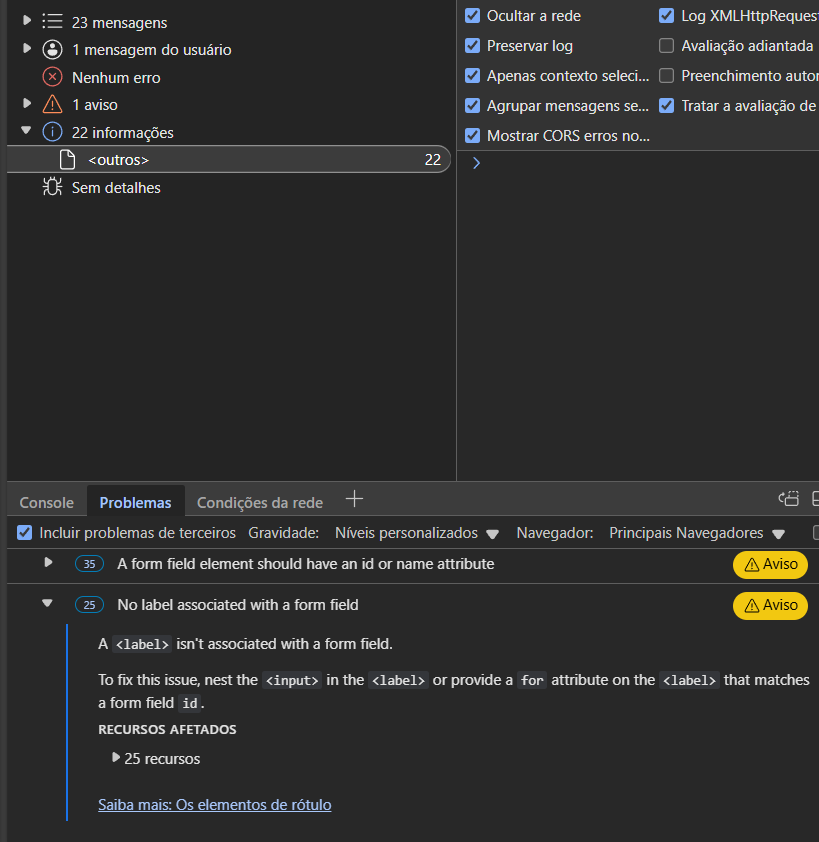 23 mensagens
1 mensagem do usuário
Nenhum erro
1 aviso
22 informações
<outros> 22
Sem detalhes
Ocultar a rede
Log XMLHttpRequest
Preservar log
Avaliação adiantada
Apenas contexto seleci...
Preenchimento autor
Agrupar mensagens se...
Tratar a avaliação de
Mostrar CORS erros no...
Console Problemas Condições da rede
Incluir problemas de terceiros Gravidade: Níveis personalizados Navegador: Principais Navegadores
35 A form field element should have an id or name attribute Aviso
25 No label associated with a form field Aviso
A <label> isn't associated with a form field.
To fix this issue, nest the <input> in the <label> or provide a for attribute on the <label> that matches
a form field id.
RECURSOS AFETADOS
25 recursos
Saiba mais: Os elementos de rótulo